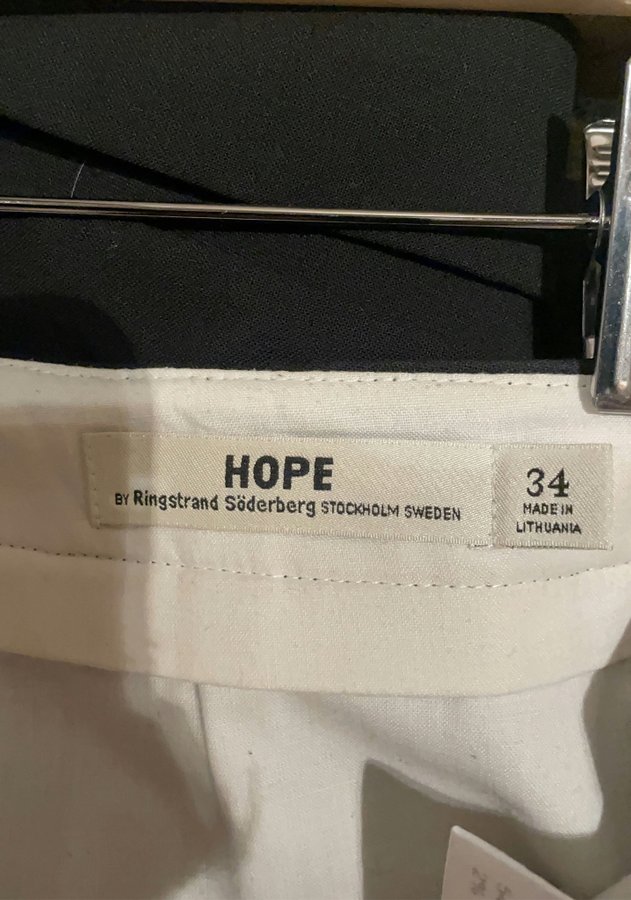 HOPE
BY Ringstrand Söderberg STOCKHOLM SWEDEN
34
MADE IN
LITHUANIA